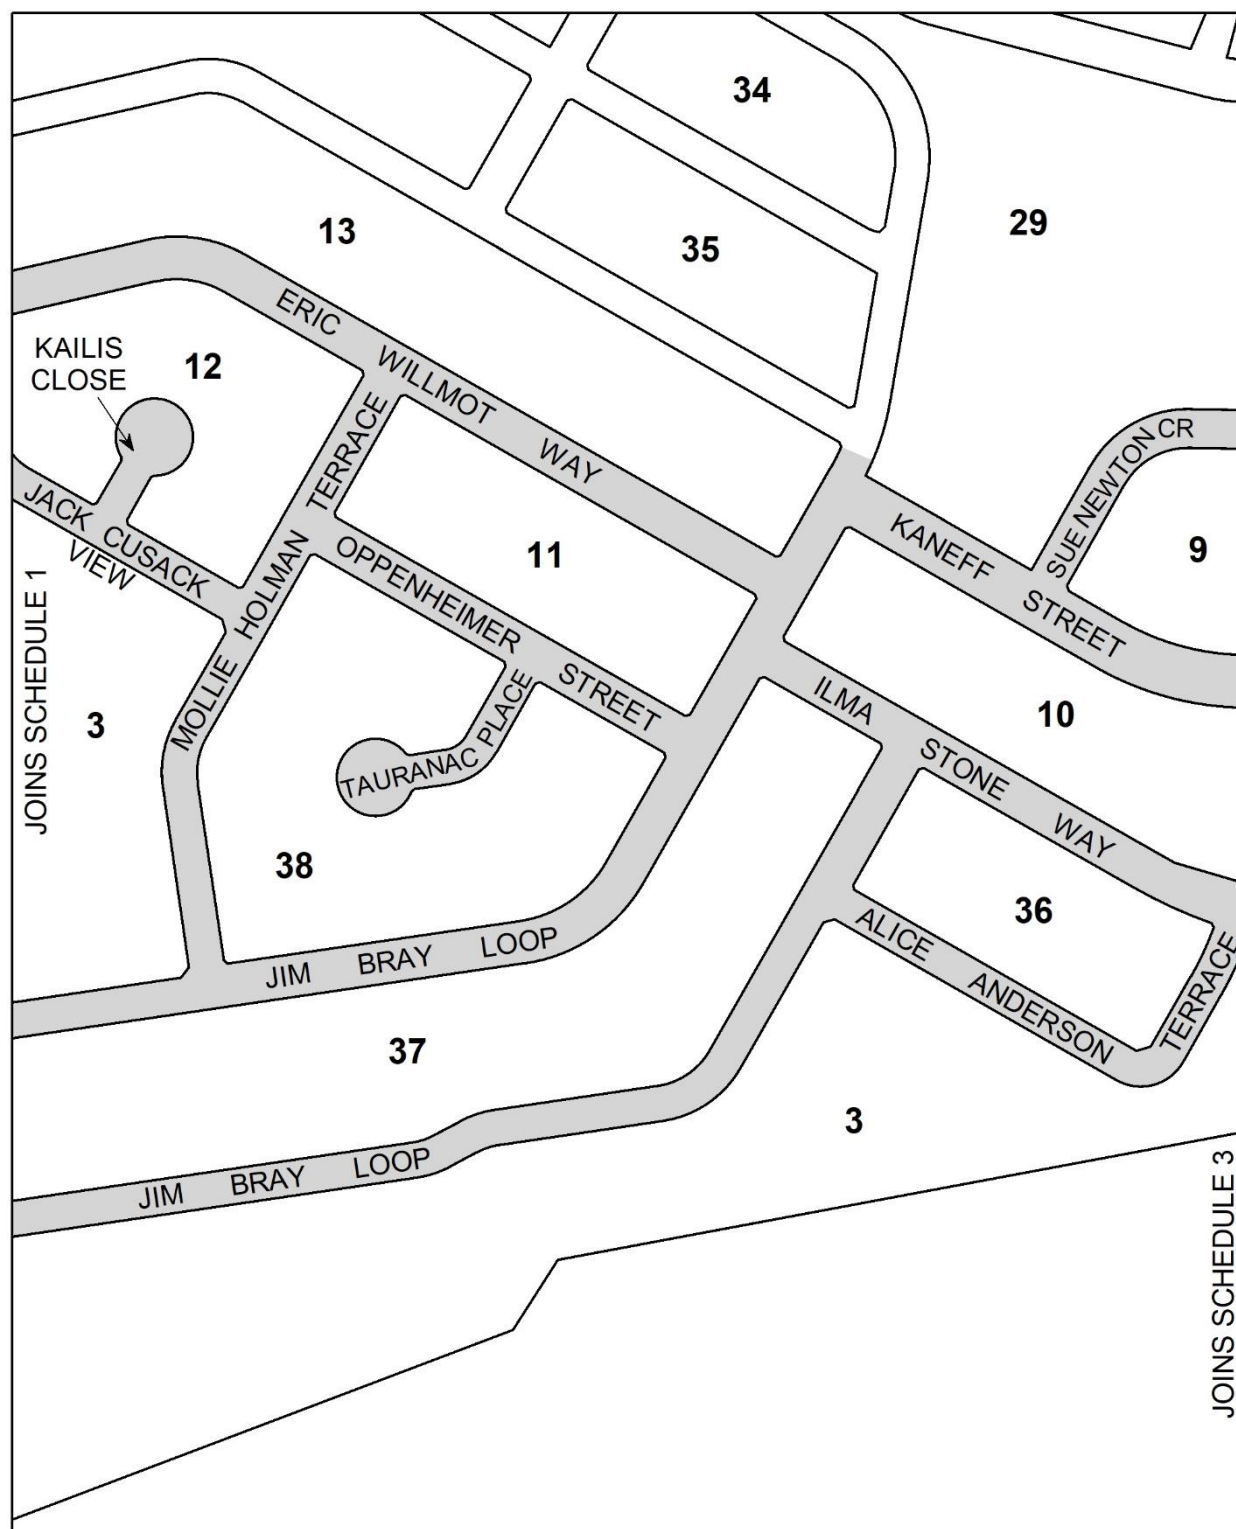 34
13
35
29
ERIC WILLMOT WAY
KAILIS
CLOSE
12
SUE NEWTON CR
MOLLIE HOLMAN TERRACE
JACK CUSACK
VIEW
OPPENHEIMER STREET
11
KANEFF STREET
9
JOINS SCHEDULE 1
3
TAURANAC PLACE
ILMA STONE WAY
10
38
36
ALICE ANDERSON TERRACE
JIM BRAY LOOP
37
3
JIM BRAY LOOP
JOINS SCHEDULE 3